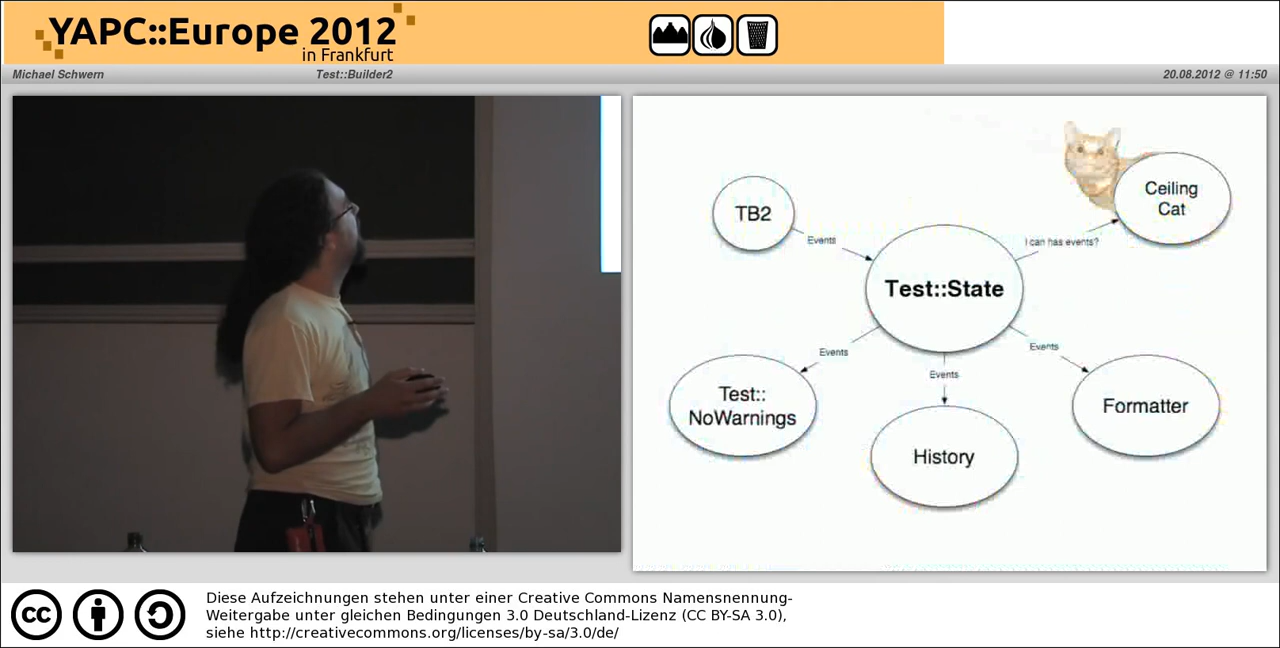 YAPC::Europe 2012
in Frankfurt
Michael Schwern
Test::Builder2
20.08.2012 @ 11:50
Ceiling
Cat
TB2
Events
I can has events?
Test::State
Events
Events
Events
Test::
NoWarnings
History
Formatter
cc
Diese Aufzeichnungen stehen unter einer Creative Commons Namensnennung-
Weitergabe unter gleichen Bedingungen 3.0 Deutschland-Lizenz (CC BY-SA 3.0),
siehe http://creativecommons.org/licenses/by-sa/3.0/de/